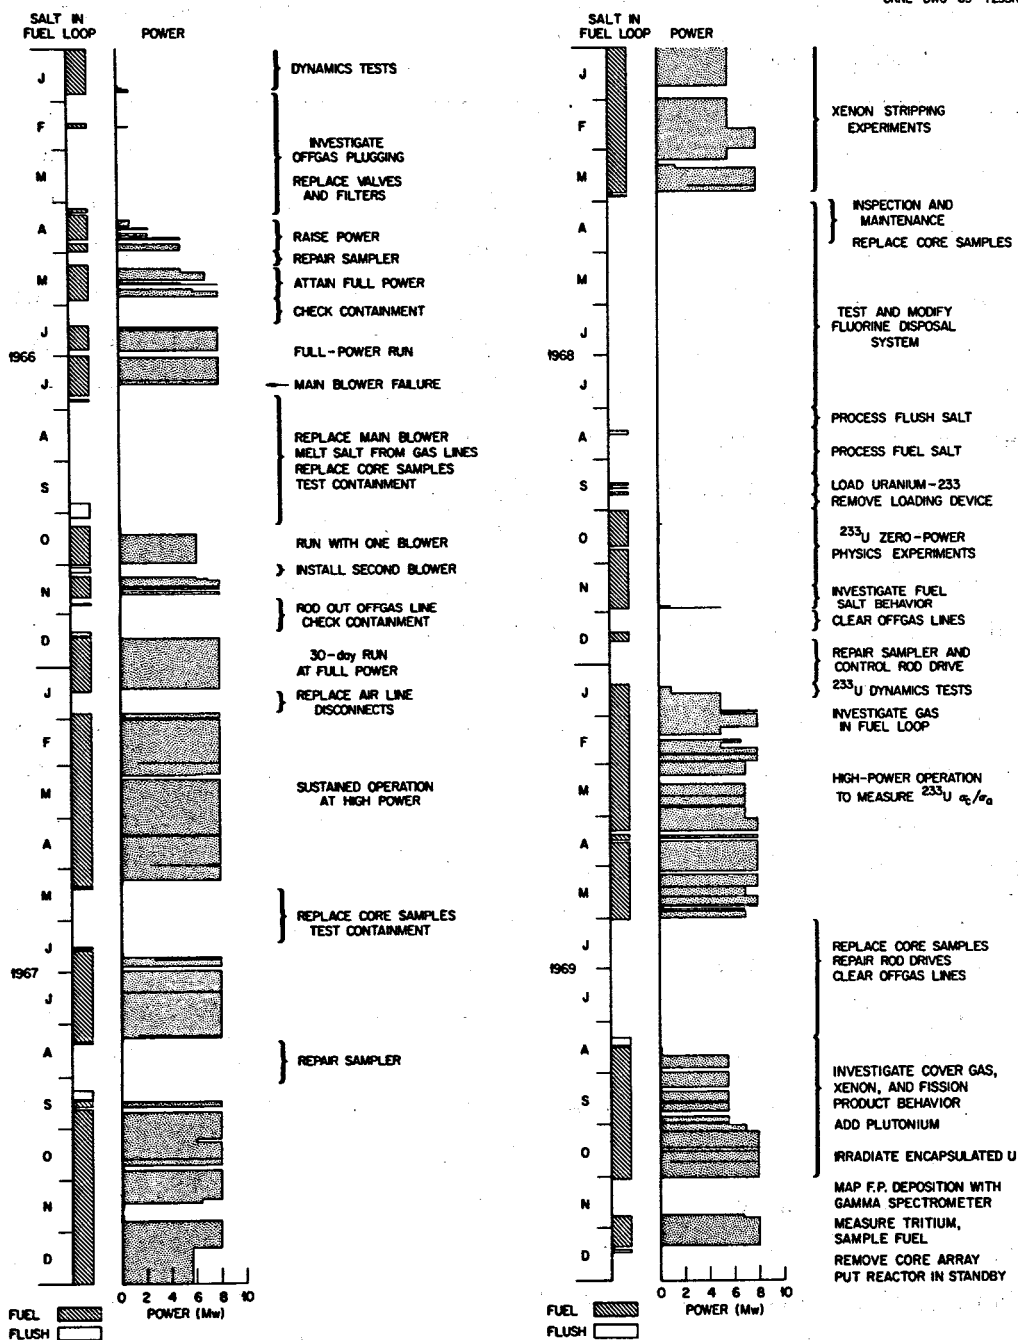 SALT IN
FUEL LOOP
POWER
J
DYNAMICS TESTS
F
INVESTIGATE
OFFGAS PLUGGING
M
REPLACE VALVES
AND FILTERS
A
RAISE POWER
REPAIR SAMPLER
M
ATTAIN FULL POWER
CHECK CONTAINMENT
J
1966
FULL-POWER RUN
J
MAIN BLOWER FAILURE
A
REPLACE MAIN BLOWER
MELT SALT FROM GAS LINES
REPLACE CORE SAMPLES
TEST CONTAINMENT
S
O
RUN WITH ONE BLOWER
INSTALL SECOND BLOWER
N
ROD OUT OFFGAS LINE
CHECK CONTAINMENT
D
30-day RUN
AT FULL POWER
J
REPLACE AIR LINE
DISCONNECTS
F
M
SUSTAINED OPERATION
AT HIGH POWER
A
M
REPLACE CORE SAMPLES
TEST CONTAINMENT
J
1967
J
A
REPAIR SAMPLER
S
O
N
D
0 2 4 6 8 10
POWER (Mw)
FUEL
FLUSH
SALT IN
FUEL LOOP
POWER
J
F
XENON STRIPPING
EXPERIMENTS
M
A
INSPECTION AND
MAINTENANCE
REPLACE CORE SAMPLES
M
J
TEST AND MODIFY
FLUORINE DISPOSAL
SYSTEM
1968
J
PROCESS FLUSH SALT
A
PROCESS FUEL SALT
S
LOAD URANIUM-233
REMOVE LOADING DEVICE
O
233U ZERO-POWER
PHYSICS EXPERIMENTS
N
INVESTIGATE FUEL
SALT BEHAVIOR
CLEAR OFFGAS LINES
D
REPAIR SAMPLER AND
CONTROL ROD DRIVE
J
233U DYNAMICS TESTS
INVESTIGATE GAS
IN FUEL LOOP
F
M
HIGH-POWER OPERATION
TO MEASURE 233U σc/σa
A
M
J
REPLACE CORE SAMPLES
REPAIR ROD DRIVES
CLEAR OFFGAS LINES
1969
J
A
INVESTIGATE COVER GAS,
XENON, AND FISSION
PRODUCT BEHAVIOR
S
ADD PLUTONIUM
O
IRRADIATE ENCAPSULATED U
MAP F.P. DEPOSITION WITH
GAMMA SPECTROMETER
N
MEASURE TRITIUM,
SAMPLE FUEL
D
REMOVE CORE ARRAY
PUT REACTOR IN STANDBY
0 2 4 6 8 10
POWER (Mw)
FUEL
FLUSH